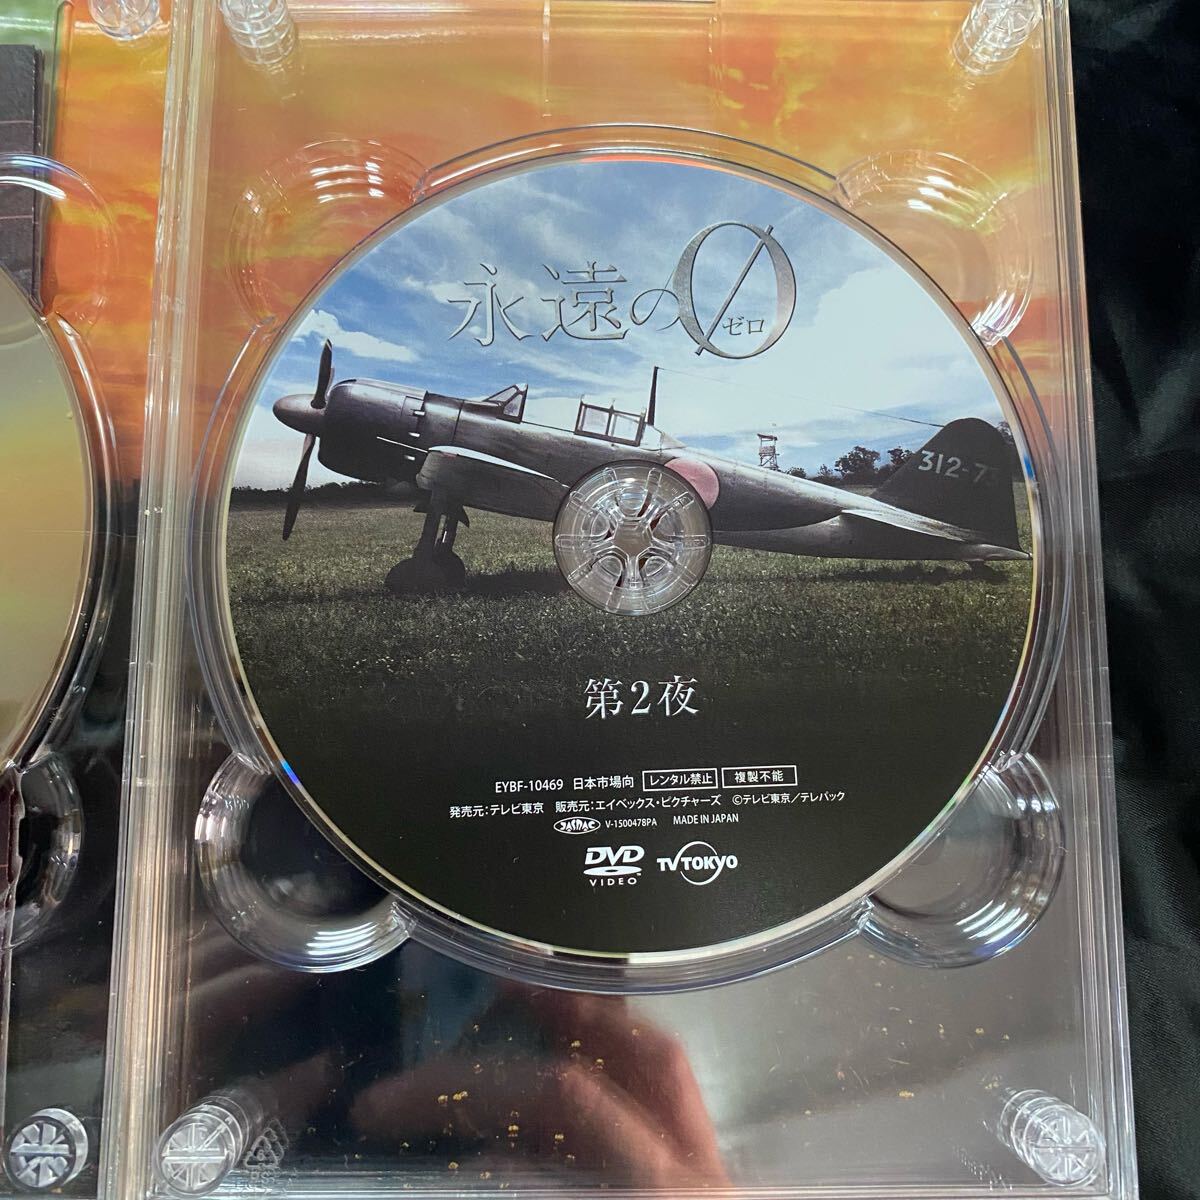 永遠の0
ゼロ
312-73
第2夜
EYBF-10469 日本市場向 レンタル禁止 複製不能
発売元:テレビ東京 販売元:エイベックス・ピクチャーズ ©テレビ東京/テレパック
JASRAC V-1500478PA MADE IN JAPAN
DVD VIDEO
TV TOKYO